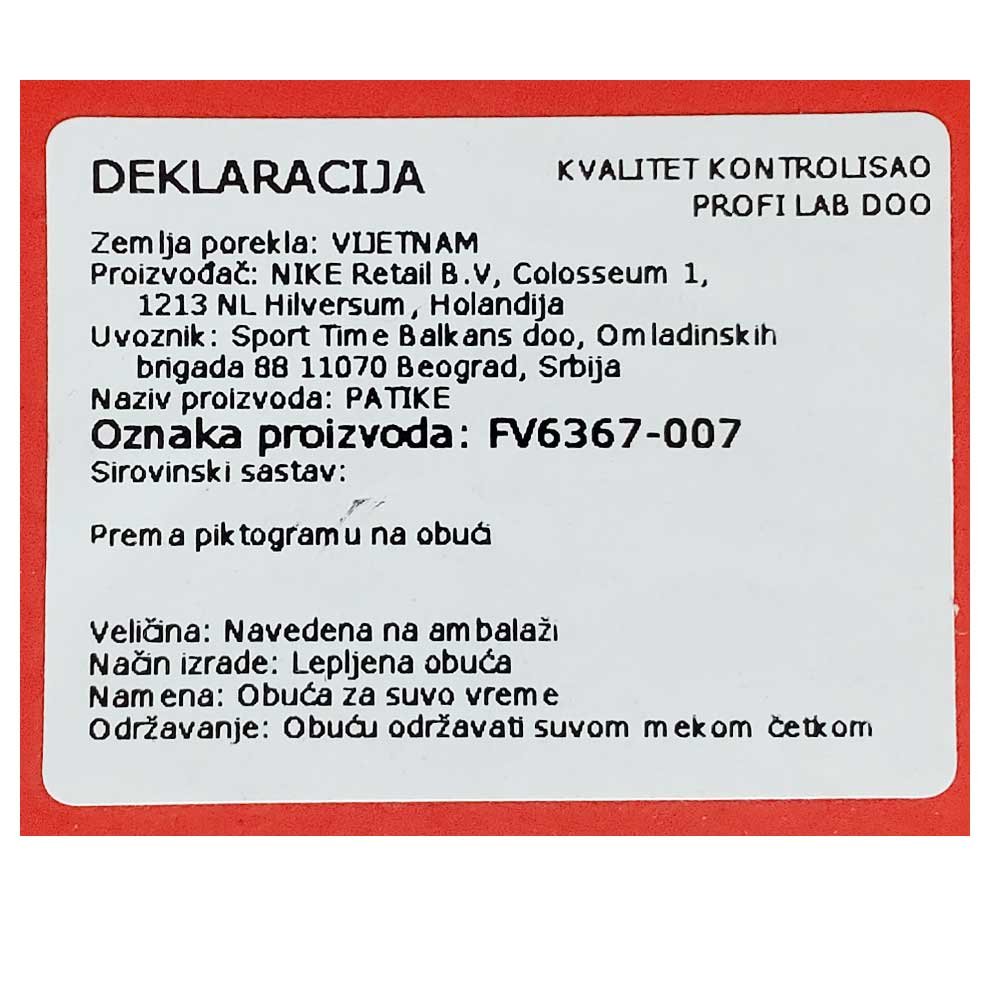 DEKLARACIJA
KVALITET KONTROLISAO
PROFI LAB DOO
Zemlja porekla: VIJETNAM
Proizvođač: NIKE Retail B.V, Colosseum 1,
1213 NL Hilversum, Holandija
Uvoznik: Sport Time Balkans doo, Omladinskih
brigada 88 11070 Beograd, Srbija
Naziv proizvoda: PATIKE
Oznaka proizvoda: FV6367-007
Sirovinski sastav:
Prema piktogramu na obući
Veličina: Navedena na ambalaži
Način izrade: Lepljena obuća
Namena: Obuća za suvo vreme
Održavanje: Obuću održavati suvom mekom četkom